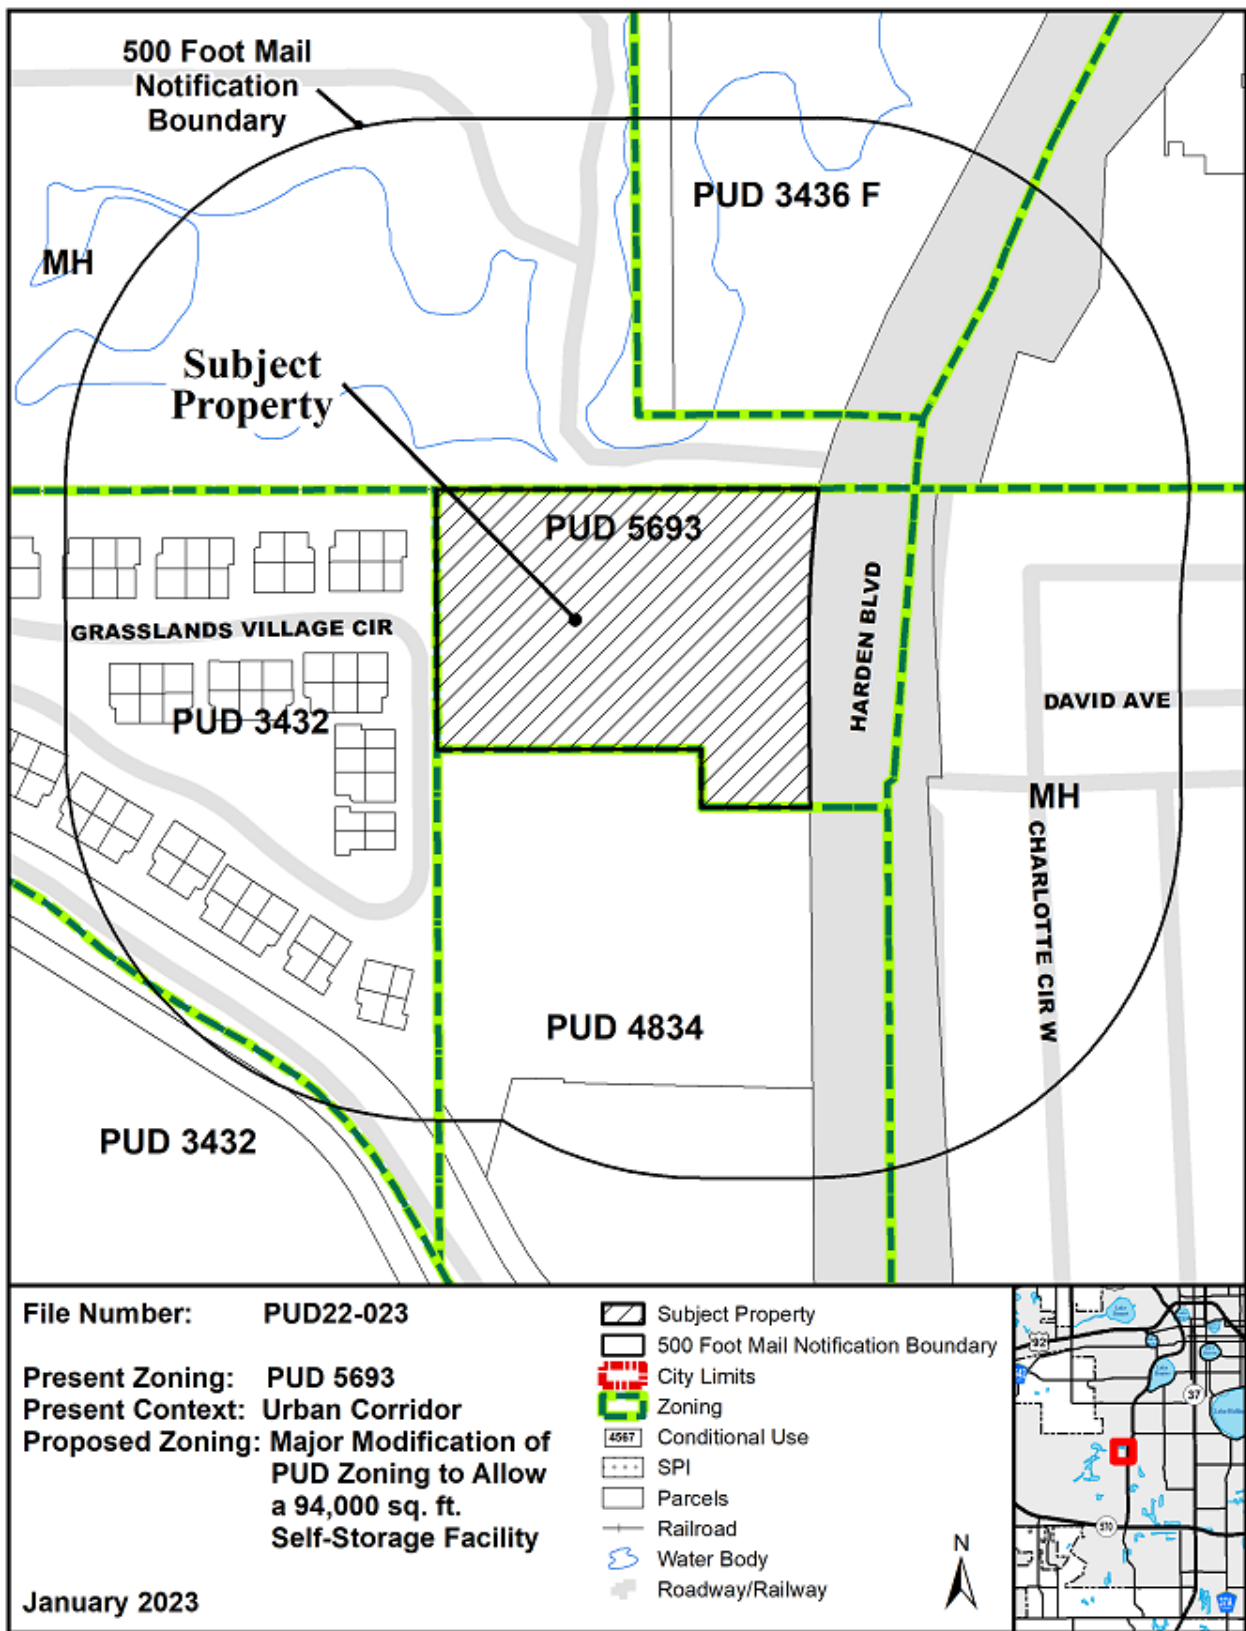 500 Foot Mail
Notification
Boundary
PUD 3436 F
MH
Subject
Property
PUD 5693
HARDEN BLVD
GRASSLANDS VILLAGE CIR
DAVID AVE
PUD 3432
MH
CHARLOTTE CIR W
PUD 4834
PUD 3432
File Number: PUD22-023
Present Zoning: PUD 5693
Present Context: Urban Corridor
Proposed Zoning: Major Modification of
PUD Zoning to Allow
a 94,000 sq. ft.
Self-Storage Facility
January 2023
Subject Property
500 Foot Mail Notification Boundary
City Limits
Zoning
4567 Conditional Use
SPI
Parcels
Railroad
Water Body
Roadway/Railway
N
92
37
570